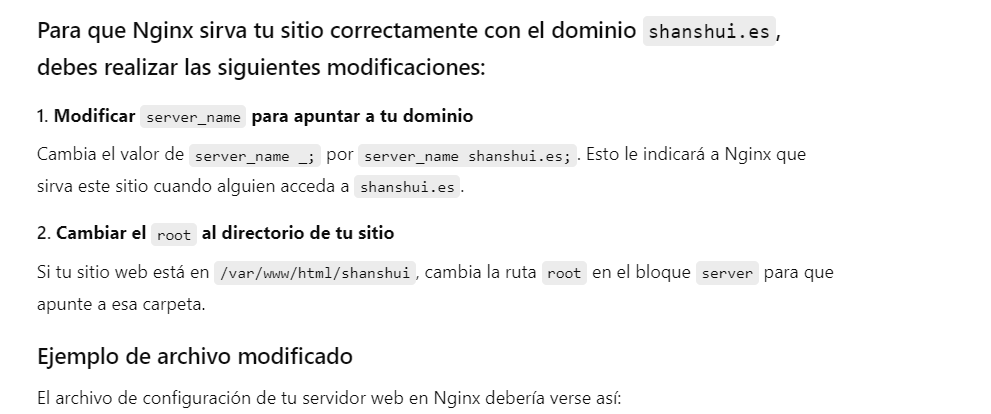 Para que Nginx sirva tu sitio correctamente con el dominio shanshui.es,
debes realizar las siguientes modificaciones:
1. Modificar server_name para apuntar a tu dominio
Cambia el valor de server_name _; por server_name shanshui.es;. Esto le indicará a Nginx que
sirva este sitio cuando alguien acceda a shanshui.es.
2. Cambiar el root al directorio de tu sitio
Si tu sitio web está en /var/www/html/shanshui, cambia la ruta root en el bloque server para que
apunte a esa carpeta.
Ejemplo de archivo modificado
El archivo de configuración de tu servidor web en Nginx debería verse así: